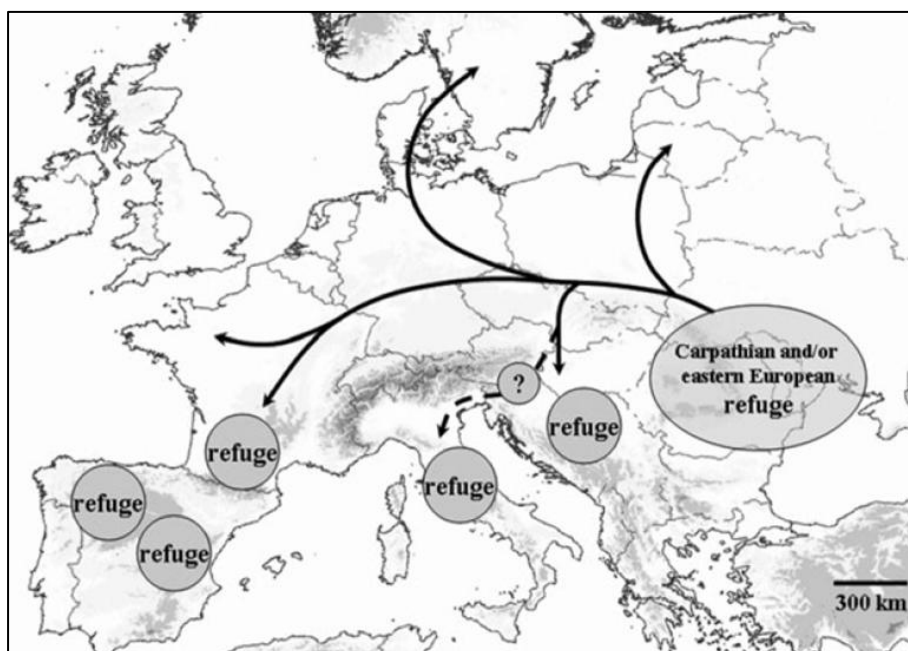 Carpathian and/or
eastern European
refuge
?
refuge
refuge
refuge
refuge
refuge
300 km